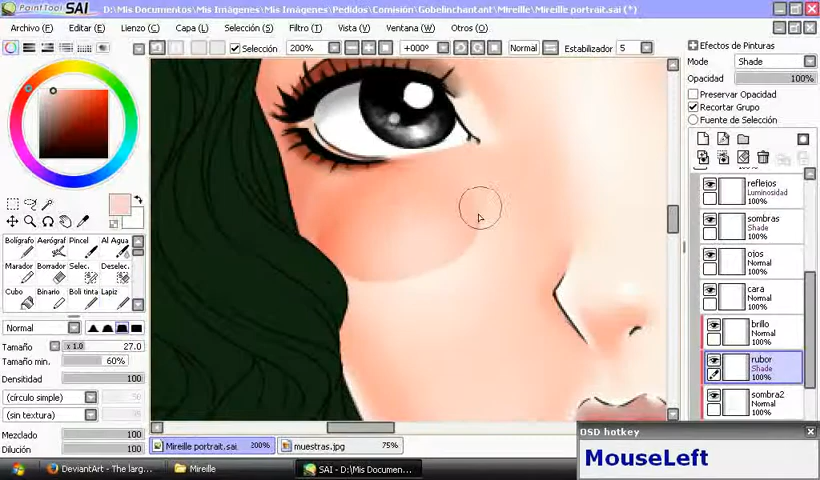 PaintTool SAI D:\Mis Documentos\Mis Imágenes\Mis Imágenes\Pedidos\Comisión\Gobelinchantant\Mireille\Mireille portrait.sai (*)
Archivo (F) Editar (E) Lienzo (C) Capa (L) Selección (S) Filtro (T) Vista (V) Ventana (W) Otros (O)
Selección 200% +000° Normal Estabilizador 5
Efectos de Pinturas
Mode Shade
Opacidad 100%
Preservar Opacidad
Recortar Grupo
Fuente de Selección
reflejos
Luminosidad
100%
sombras
Shade
100%
ojos
Normal
100%
cara
Normal
100%
brillo
Normal
100%
rubor
Shade
100%
sombra2
Normal
100%
Bolígrafo Aerógraf Pincel Al Agua
Marador Borrador Selec. Deselec.
Cubo Binario Boli tinta Lapiz
Normal
Tamaño x 1.0 27.0
Tamaño min. 60%
Densitidad 100
(círculo simple)
(sin textura)
Mezclado 100
Dilución 100
Mireille portrait.sai 200% muestras.jpg 75%
OSD hotkey
MouseLeft
DeviantArt - The larg... Mireille SAI - D:\Mis Documen...